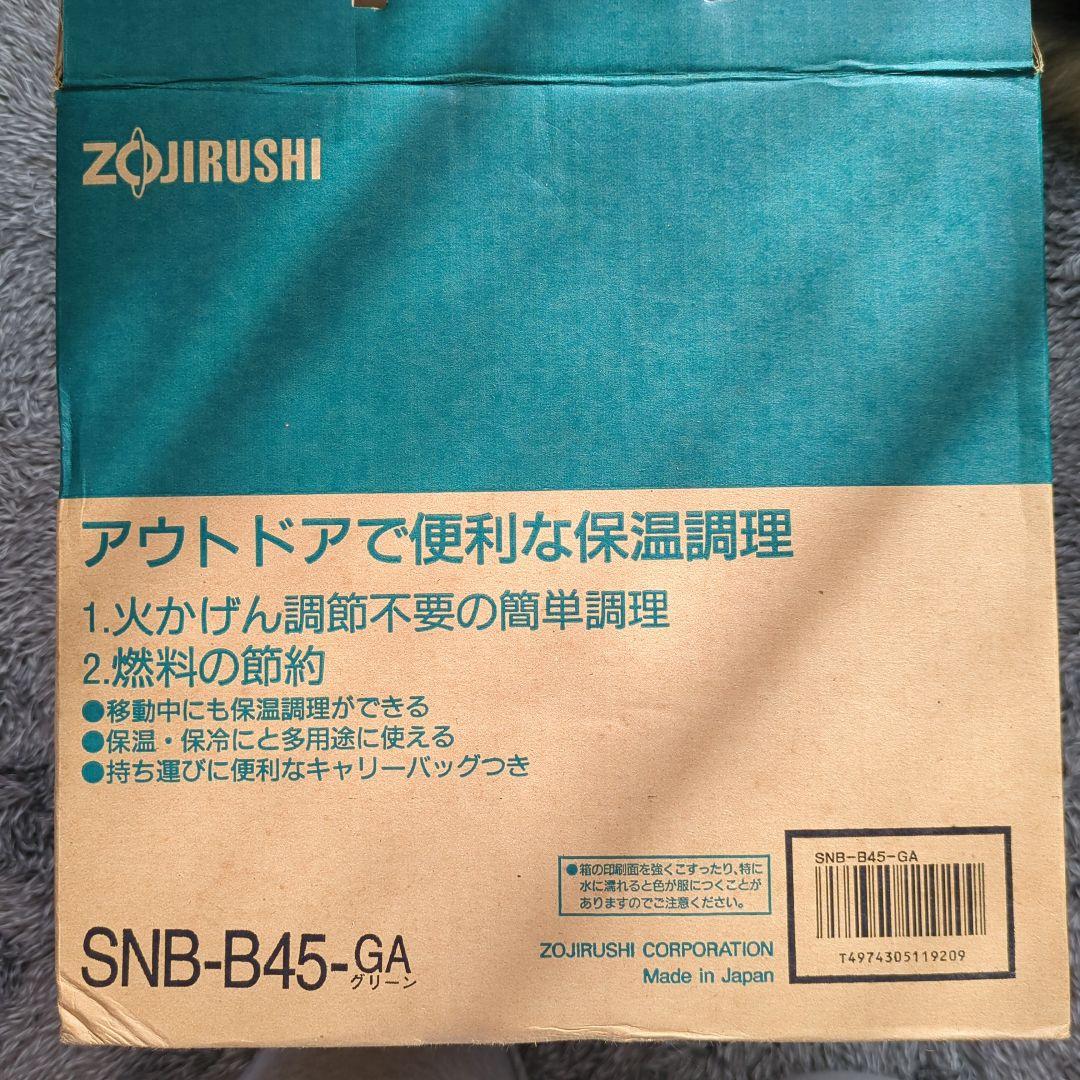 ZOJIRUSHI
アウトドアで便利な保温調理
1.火かげん調節不要の簡単調理
2.燃料の節約
●移動中にも保温調理ができる
●保温・保冷にと多用途に使える
●持ち運びに便利なキャリーバッグつき
●箱の印刷面を強くこすったり、特に
水に濡れると色が服につくことが
ありますのでご注意ください。
SNB-B45-GA
グリーン
ZOJIRUSHI CORPORATION
Made in Japan
SNB-B45-GA
T4974305119209